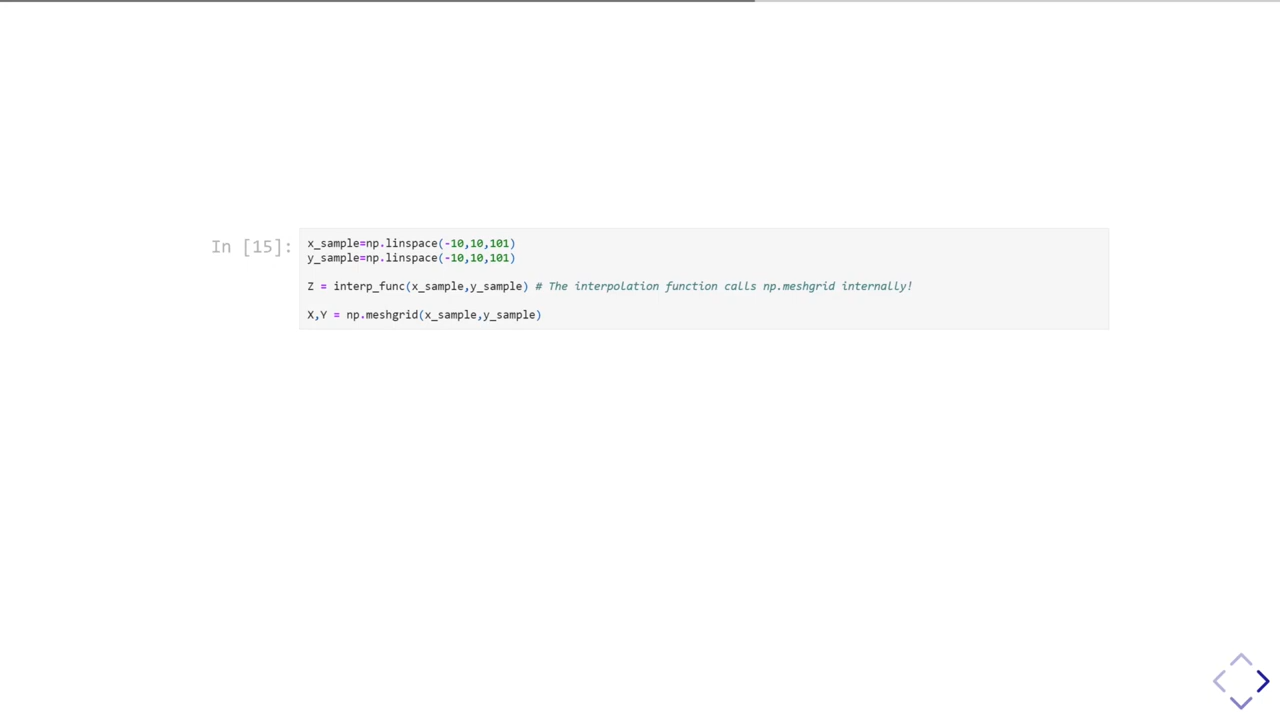 In [15]:
x_sample=np.linspace(-10,10,101)
y_sample=np.linspace(-10,10,101)
Z = interp_func(x_sample,y_sample) # The interpolation function calls np.meshgrid internally!
X,Y = np.meshgrid(x_sample,y_sample)